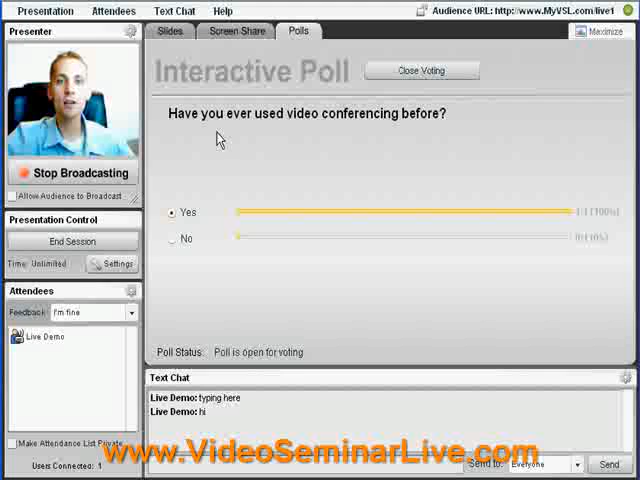 Presentation Attendees Text Chat Help
Audience URL: http://www.MyVSL.com/live1
Presenter
Slides Screen Share Polls
Maximize
Interactive Poll
Close Voting
Have you ever used video conferencing before?
Stop Broadcasting
Allow Audience to Broadcast
Presentation Control
End Session
Time: Unlimited Settings
Yes
No
Attendees
Feedback: I'm fine
Live Demo
Poll Status: Poll is open for voting
Text Chat
Live Demo: typing here
Live Demo: hi
Make Attendance List Private
www.VideoSeminarLive.com
Users Connected: 1
Send to: Everyone Send